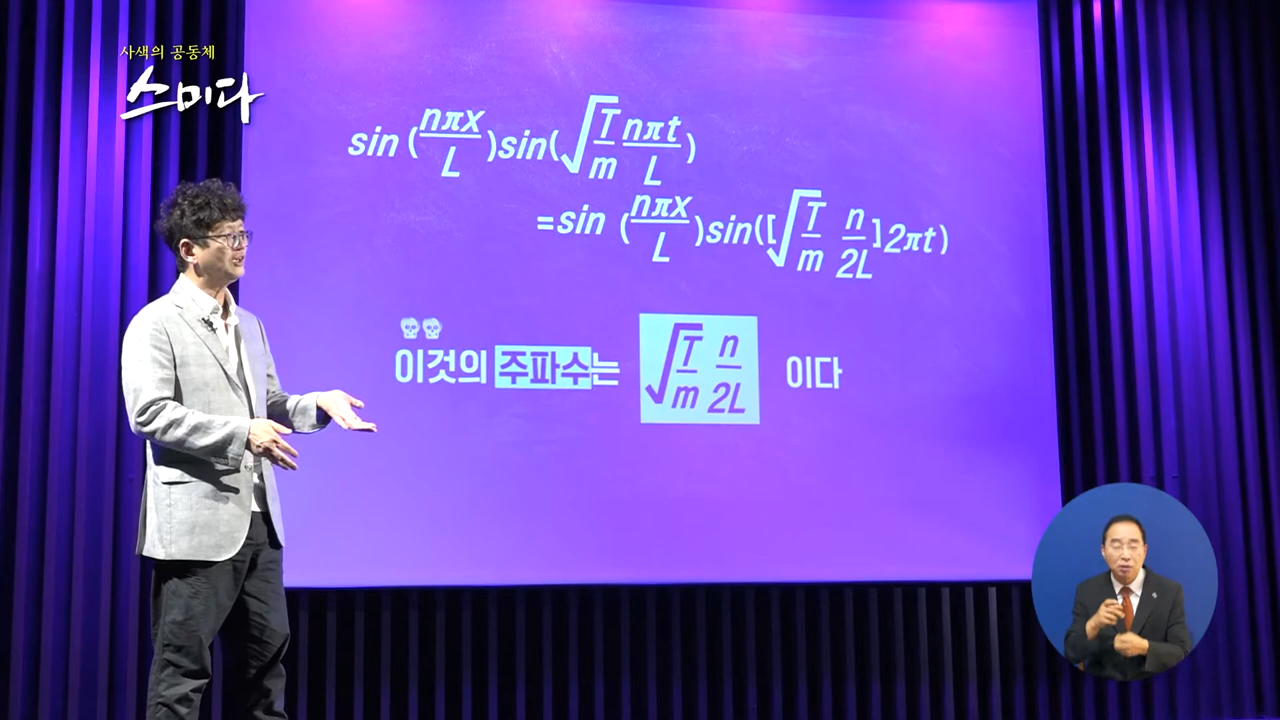 사색의 공동체
스미다
sin (nπx/L)sin(√T/m nπt/L)
=sin (nπx/L)sin([√T/m n/2L]2πt)
이것의 주파수는 √T/m n/2L 이다